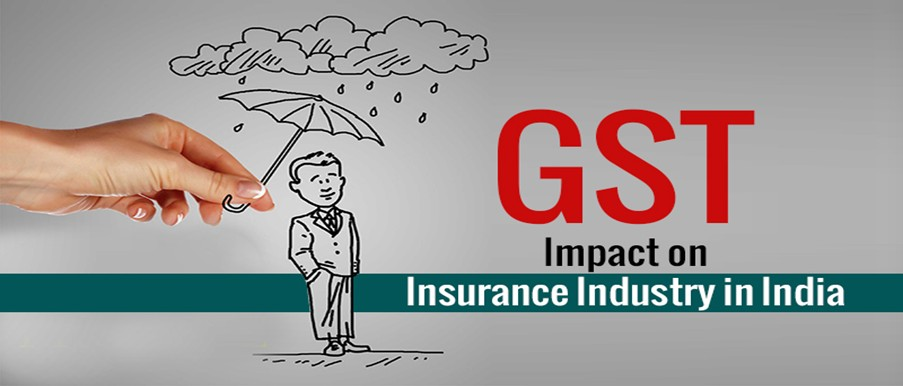 GST
Impact on
Insurance Industry in India